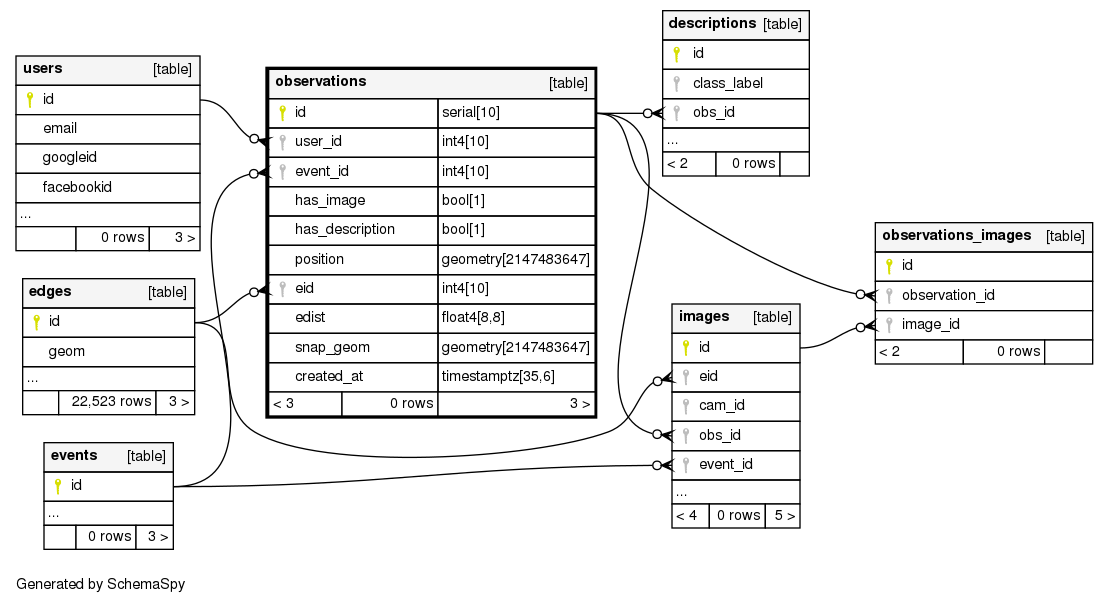 users [table]
id
email
googleid
facebookid
...
0 rows 3 >
edges [table]
id
geom
...
22,523 rows 3 >
events [table]
id
...
0 rows 3 >
observations [table]
id serial[10]
user_id int4[10]
event_id int4[10]
has_image bool[1]
has_description bool[1]
position geometry[2147483647]
eid int4[10]
edist float4[8,8]
snap_geom geometry[2147483647]
created_at timestamptz[35,6]
< 3 0 rows 3 >
descriptions [table]
id
class_label
obs_id
...
< 2 0 rows
images [table]
id
eid
cam_id
obs_id
event_id
...
< 4 0 rows 5 >
observations_images [table]
id
observation_id
image_id
< 2 0 rows
Generated by SchemaSpy